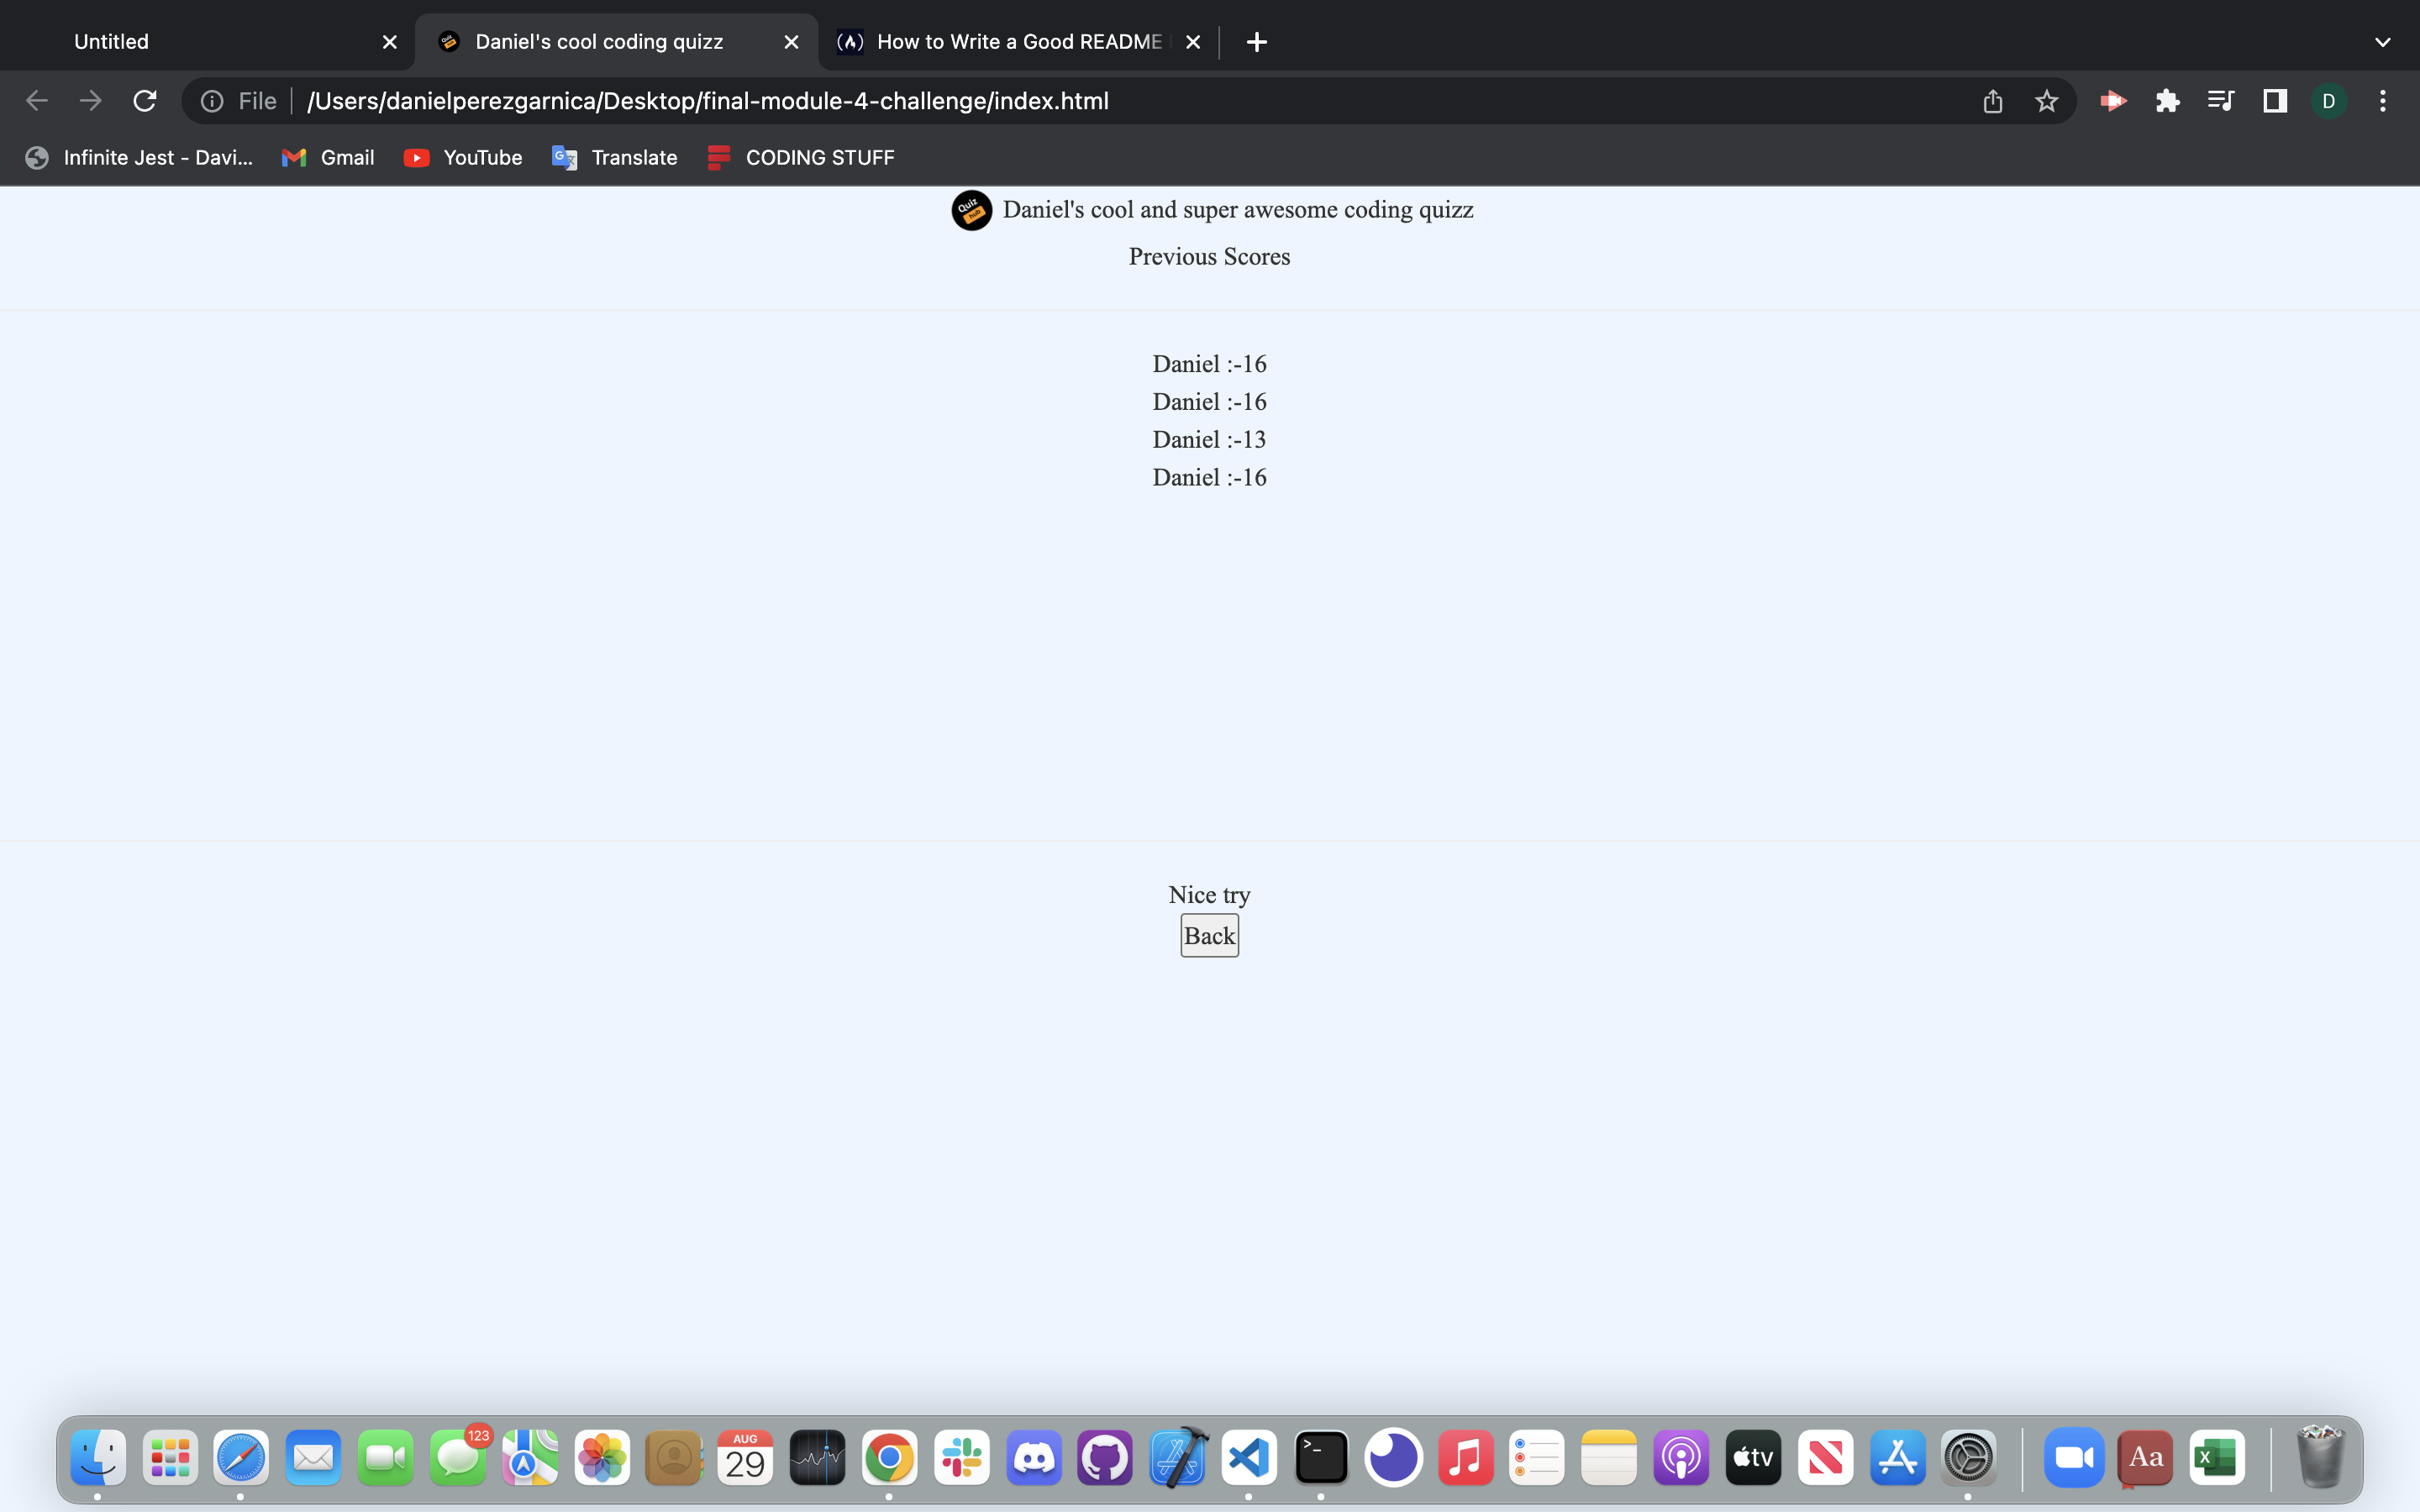 Untitled
Daniel's cool coding quizz
How to Write a Good README
File
/Users/danielperezgarnica/Desktop/final-module-4-challenge/index.html
D
Infinite Jest - Davi...
Gmail
YouTube
Translate
CODING STUFF
Quiz hub
Daniel's cool and super awesome coding quizz
Previous Scores
Daniel :-16
Daniel :-16
Daniel :-13
Daniel :-16
Nice try
Back
123
AUG
29
tv
Aa
X